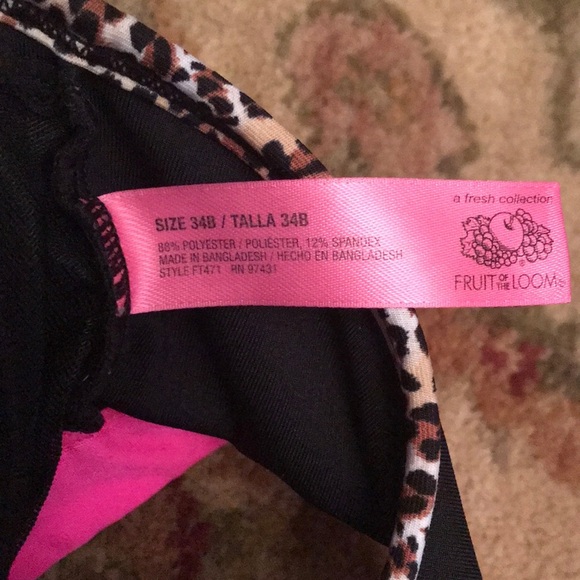 SIZE 34B / TALLA 34B
88% POLYESTER / POLIÉSTER, 12% SPANDEX
MADE IN BANGLADESH / HECHO EN BANGLADESH
STYLE FT471 RN 97431
a fresh collection
®
FRUIT OF THE LOOM®